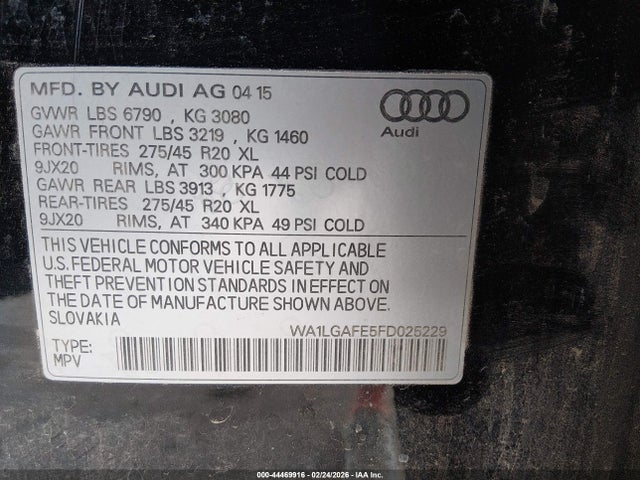 MFD. BY AUDI AG 04 15
GVWR LBS 6790 , KG 3080
GAWR FRONT LBS 3219 , KG 1460
FRONT-TIRES 275/45 R20 XL
9JX20 RIMS, AT 300 KPA 44 PSI COLD
GAWR REAR LBS 3913 , KG 1775
REAR-TIRES 275/45 R20 XL
9JX20 RIMS, AT 340 KPA 49 PSI COLD
Audi
THIS VEHICLE CONFORMS TO ALL APPLICABLE
U.S. FEDERAL MOTOR VEHICLE SAFETY AND
THEFT PREVENTION STANDARDS IN EFFECT ON
THE DATE OF MANUFACTURE SHOWN ABOVE.
SLOVAKIA
WA1LGAFE5FD025229
TYPE:
MPV
000-44469916 - 02/24/2026 - IAA Inc.